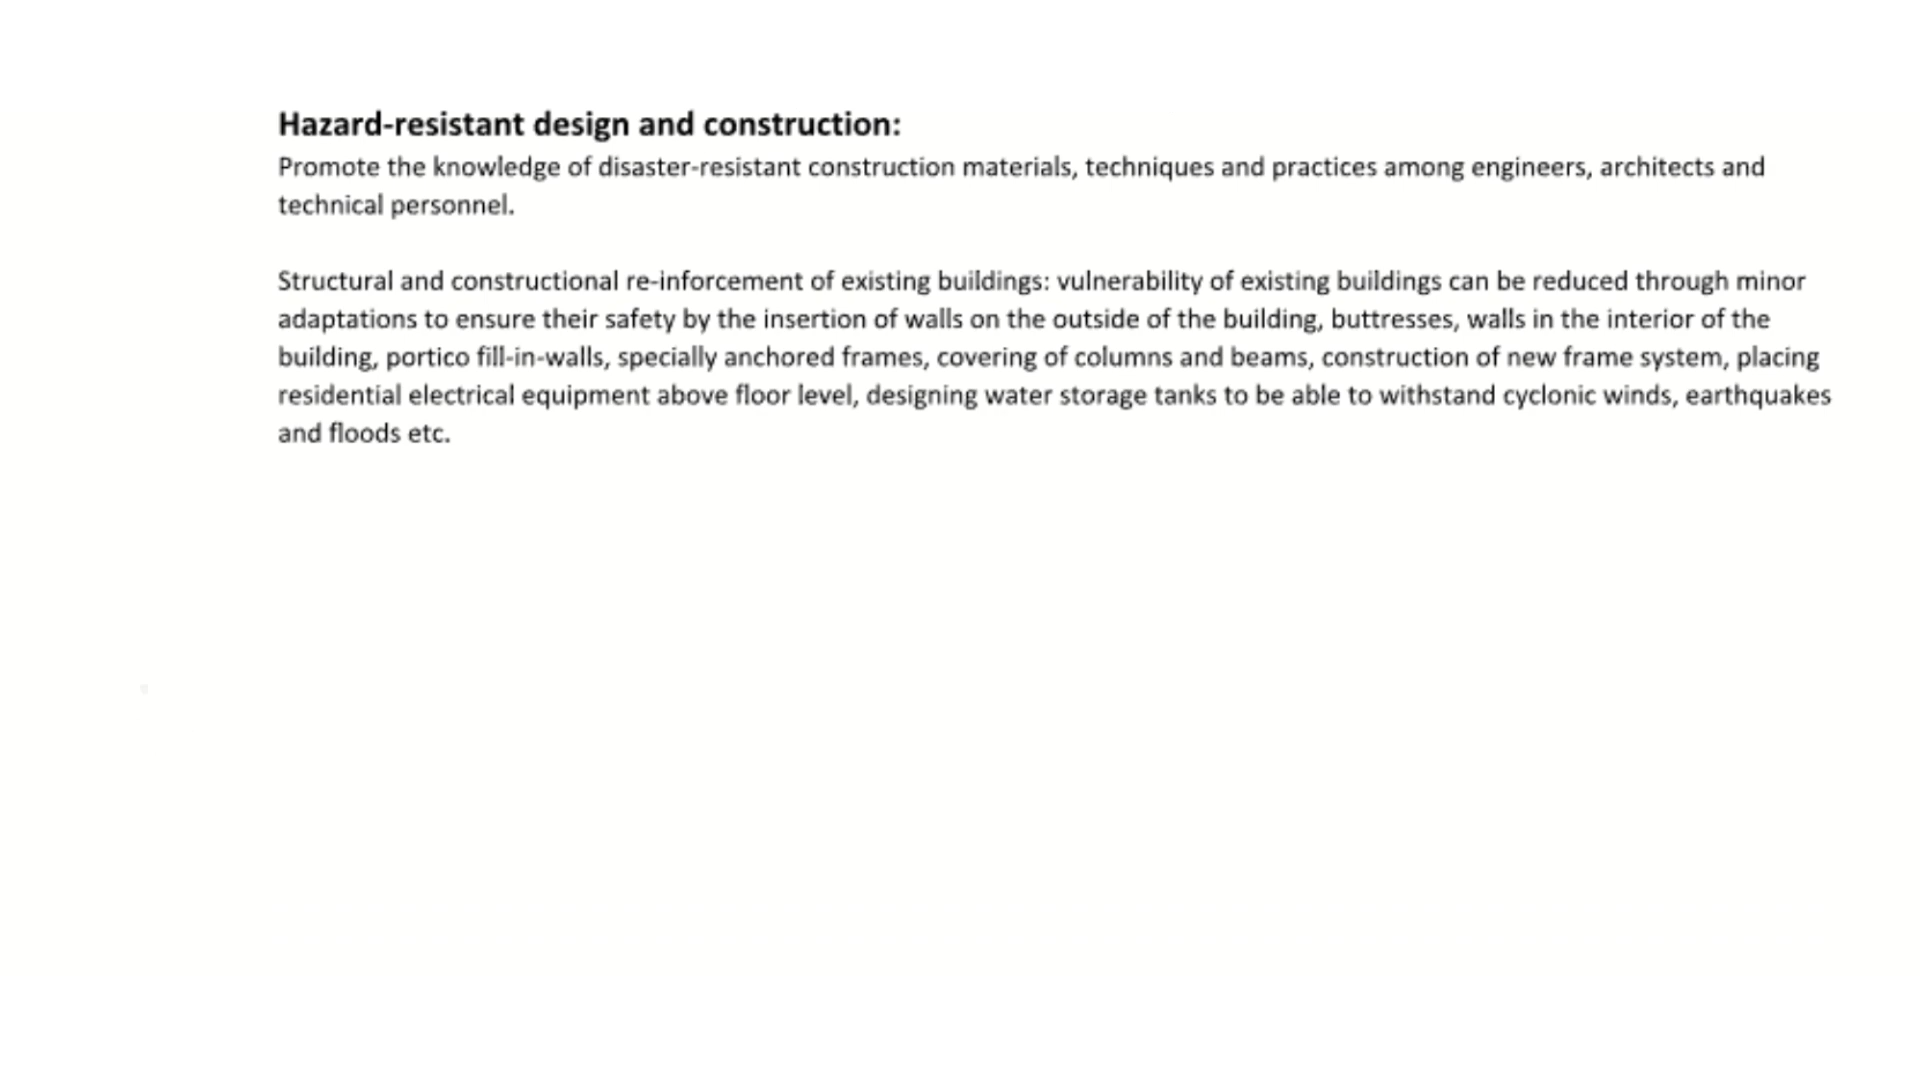 Hazard-resistant design and construction:
Promote the knowledge of disaster-resistant construction materials, techniques and practices among engineers, architects and
technical personnel.
Structural and constructional re-inforcement of existing buildings: vulnerability of existing buildings can be reduced through minor
adaptations to ensure their safety by the insertion of walls on the outside of the building, buttresses, walls in the interior of the
building, portico fill-in-walls, specially anchored frames, covering of columns and beams, construction of new frame system, placing
residential electrical equipment above floor level, designing water storage tanks to be able to withstand cyclonic winds, earthquakes
and floods etc.